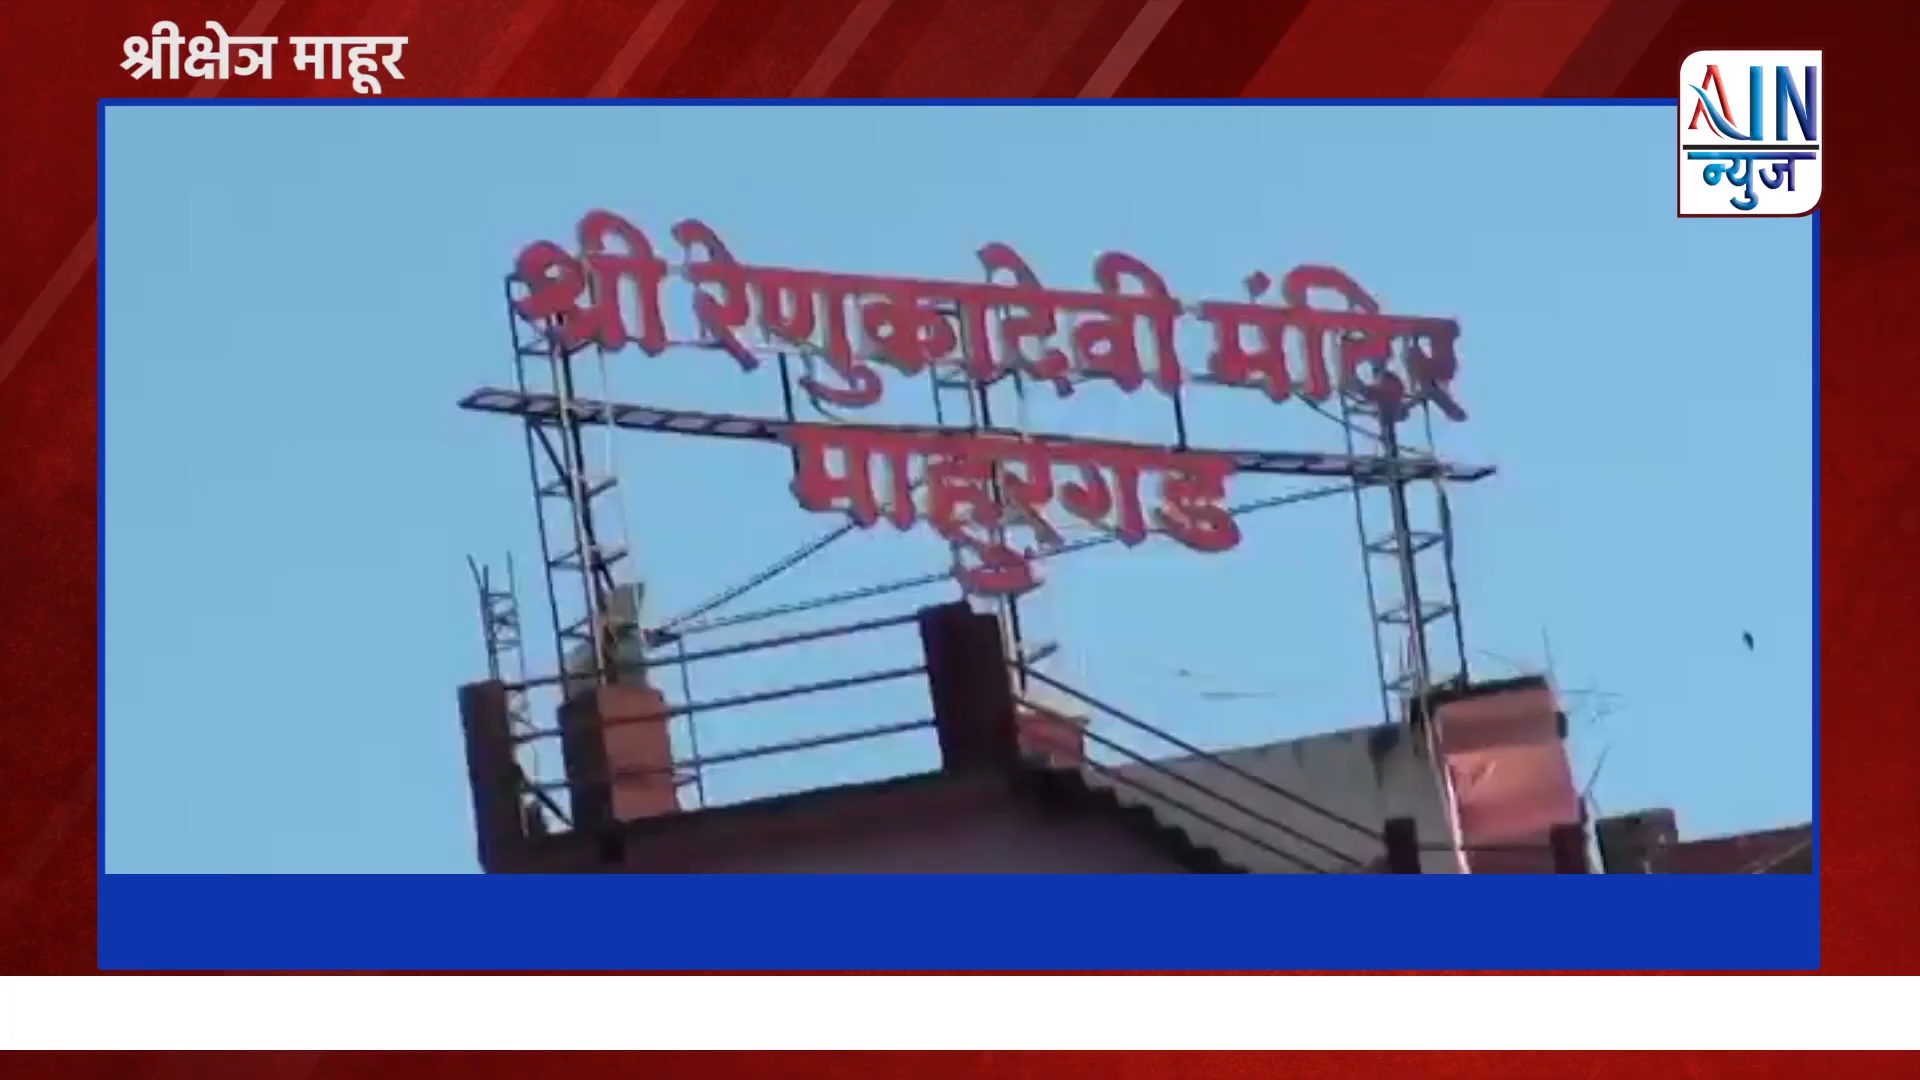 श्रीक्षेत्र माहूर
AIN
न्युज
श्री रेणुकादेवी मंदिर
माहुरगड